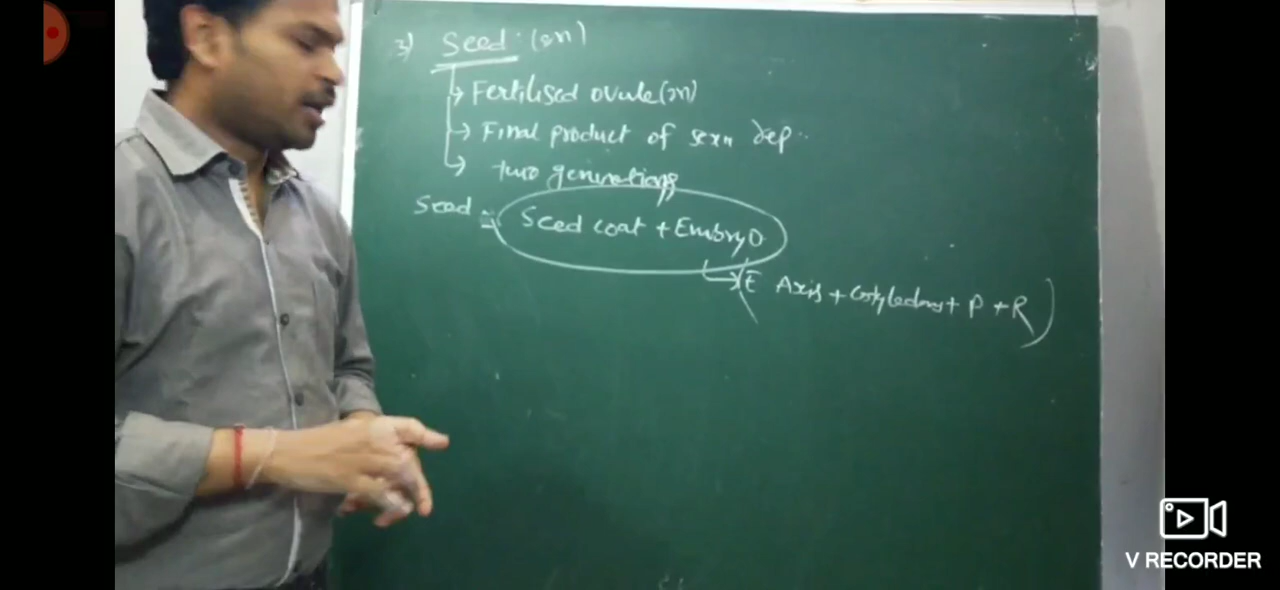 3) Seed. (2n)
Fertilised ovule (2n)
Final product of sexn rep..
two generations
Seed = Seed coat + Embryo
(E Axis + Cotyledons + P + R)
V RECORDER